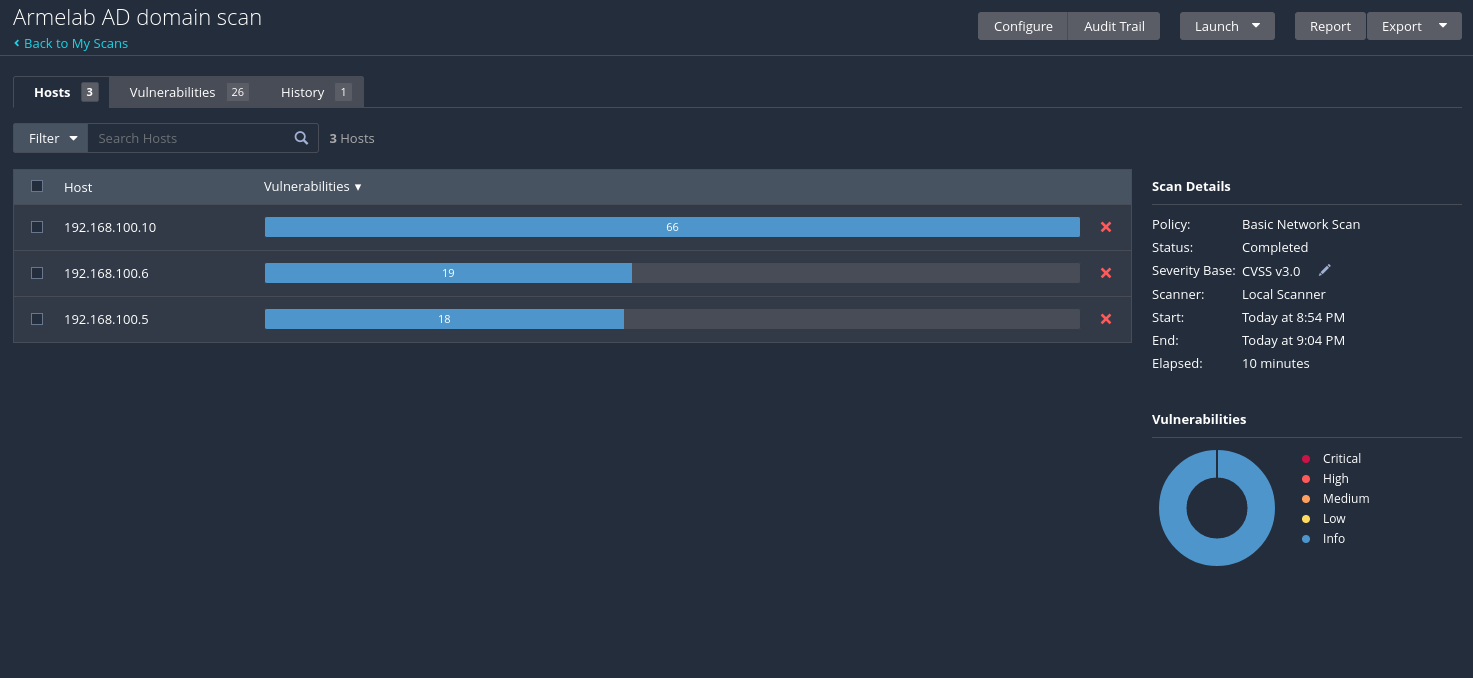 Armelab AD domain scan
Back to My Scans
Configure Audit Trail Launch Report Export
Hosts 3 Vulnerabilities 26 History 1
Filter Search Hosts 3 Hosts
Host Vulnerabilities
192.168.100.10 66
192.168.100.6 19
192.168.100.5 18
Scan Details
Policy: Basic Network Scan
Status: Completed
Severity Base: CVSS v3.0
Scanner: Local Scanner
Start: Today at 8:54 PM
End: Today at 9:04 PM
Elapsed: 10 minutes
Vulnerabilities
Critical
High
Medium
Low
Info